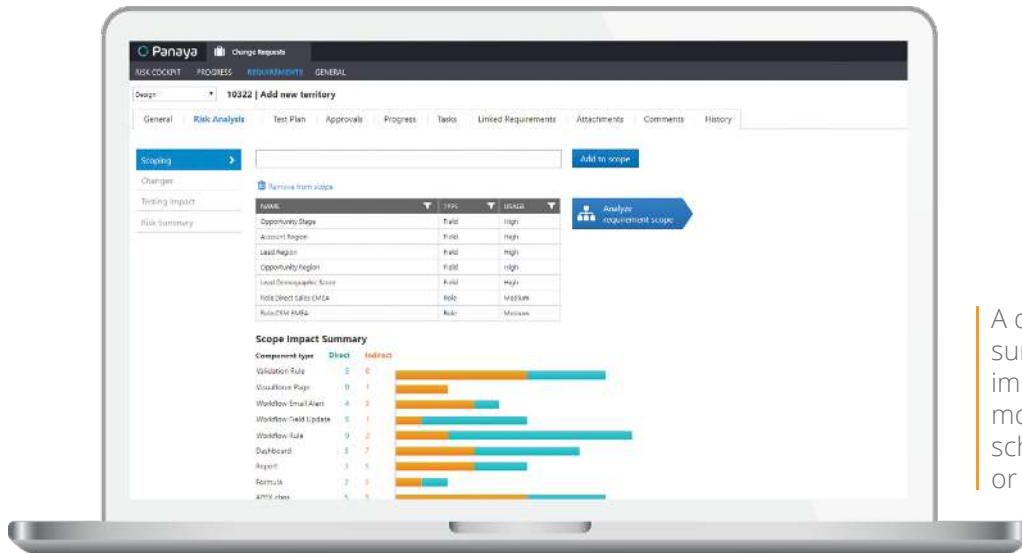 Panaya Change Requests
RISK COCKPIT PROGRESS REQUIREMENTS GENERAL
Design 10322 | Add new territory
General Risk Analysis Test Plan Approvals Progress Tasks Linked Requirements Attachments Comments History
Scoping Add to scope
Changes
Remove from scope
Testing Impact
NAME TYPE USAGE
Analyze
requirement scope
Risk Summary
Opportunity Stage Field High
Account Region Field High
Lead Region Field High
Opportunity Region Field High
Lead Demographic Score Field High
Role Direct Sales EMEA Role Medium
Role CSM EMEA Role Medium
Scope Impact Summary
Component type Direct Indirect
Validation Rule
Visualforce Page
Workflow Email Alert
Workflow Field Update
Workflow Rule
Dashboard
Report
Formula
APEX class
A
sur
im
sch
or